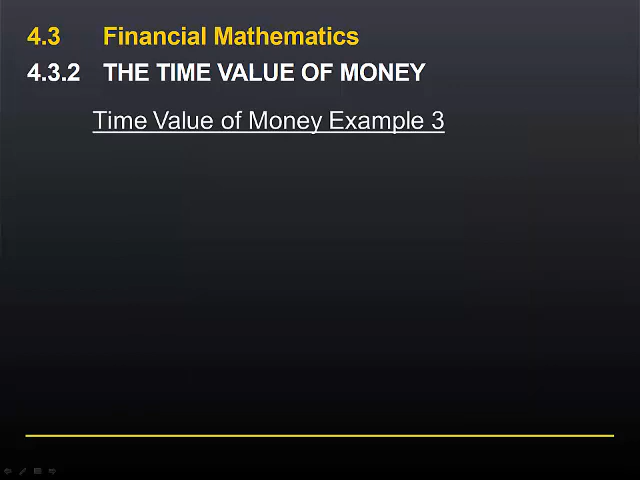 4.3 Financial Mathematics
4.3.2 THE TIME VALUE OF MONEY
Time Value of Money Example 3